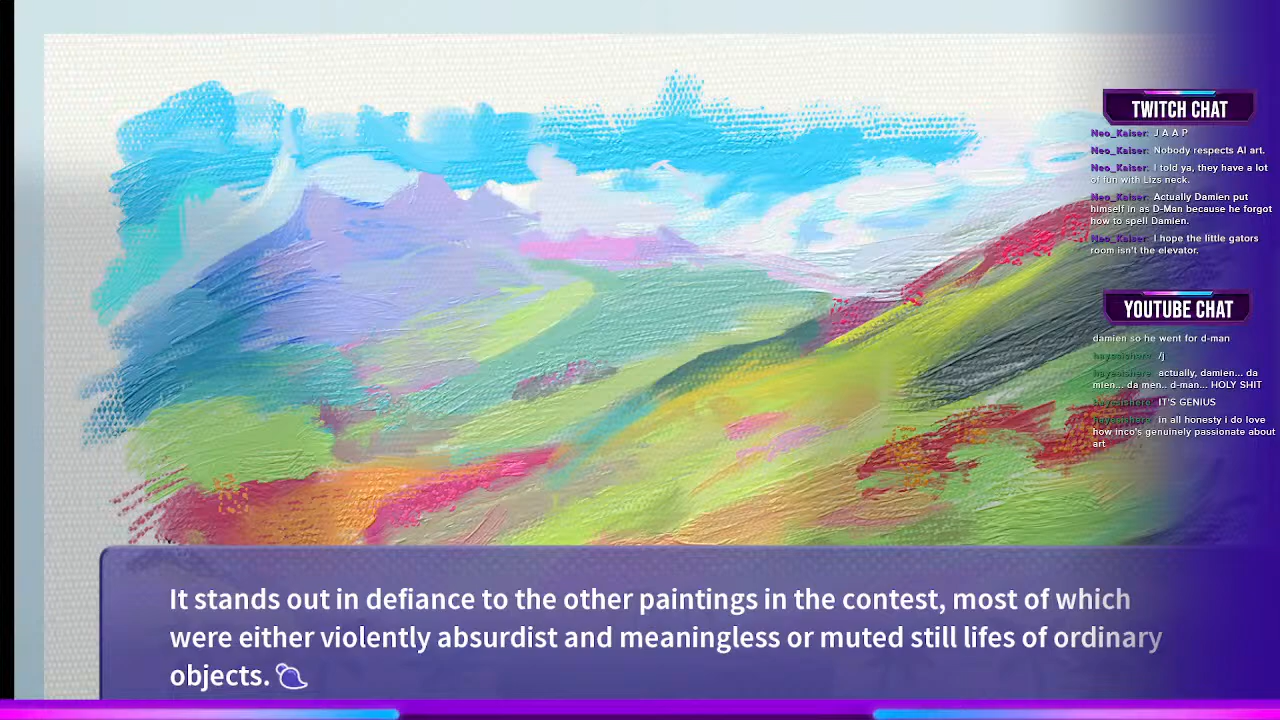 TWITCH CHAT
Neo_Kaiser: J A A P
Neo_Kaiser: Nobody respects AI art.
Neo_Kaiser: I told ya, they have a lot
of fun with Lizs neck.
Neo_Kaiser: Actually Damien put
himself in as D-Man because he forgot
how to spell Damien.
Neo_Kaiser: I hope the little gators
room isn't the elevator.
YOUTUBE CHAT
damien so he went for d-man
hayesishere: /j
hayesishere: actually, damien... da
mien... da men.. d-man... HOLY SHIT
hayesishere: IT'S GENIUS
hayesishere: in all honesty i do love
how inco's genuinely passionate about
art
It stands out in defiance to the other paintings in the contest, most of which
were either violently absurdist and meaningless or muted still lifes of ordinary
objects.